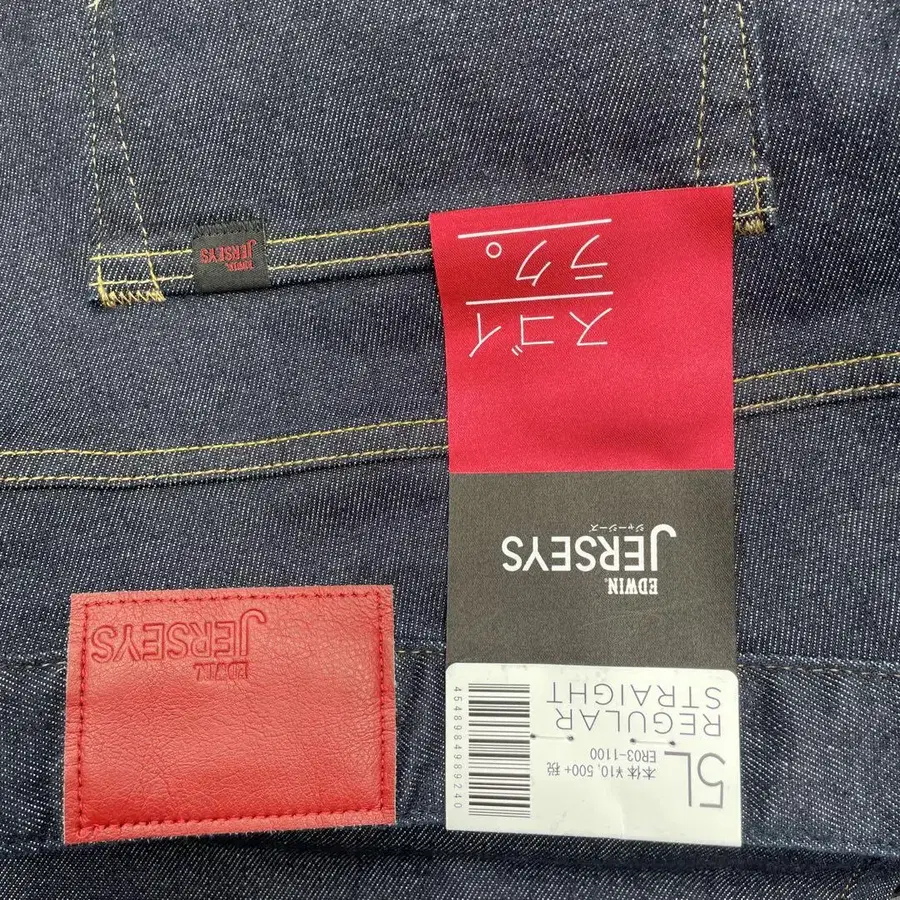 EDWIN.
JERSEYS
スゴイ
ラク。
EDWIN.
JERSEYS
ジャージーズ
EDWIN.
JERSEYS
5L
ER03-1100
本体 ¥10,500+税
REGULAR
STRAIGHT
4548984989240